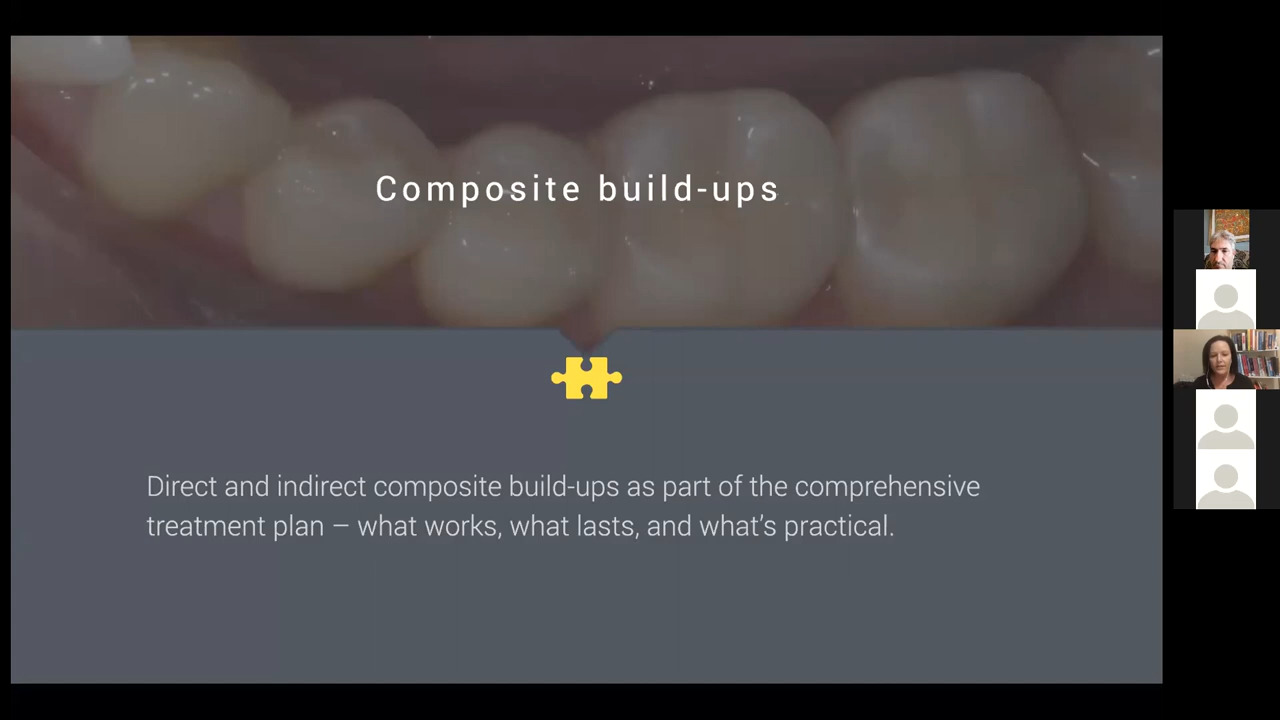 Composite build-ups
Direct and indirect composite build-ups as part of the comprehensive
treatment plan – what works, what lasts, and what's practical.